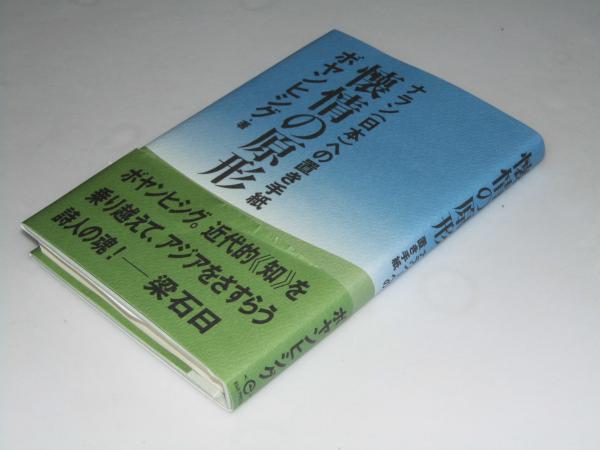 ナラン(日本)への置き手紙
懐情の原形
ボヤンヒシグ・著
ボヤンヒシグ。近代的《知》を
乗り越えて、アジアをさすらう
詩人の魂!――梁石日
懐情の原形
置き手紙
ボヤンヒシグ